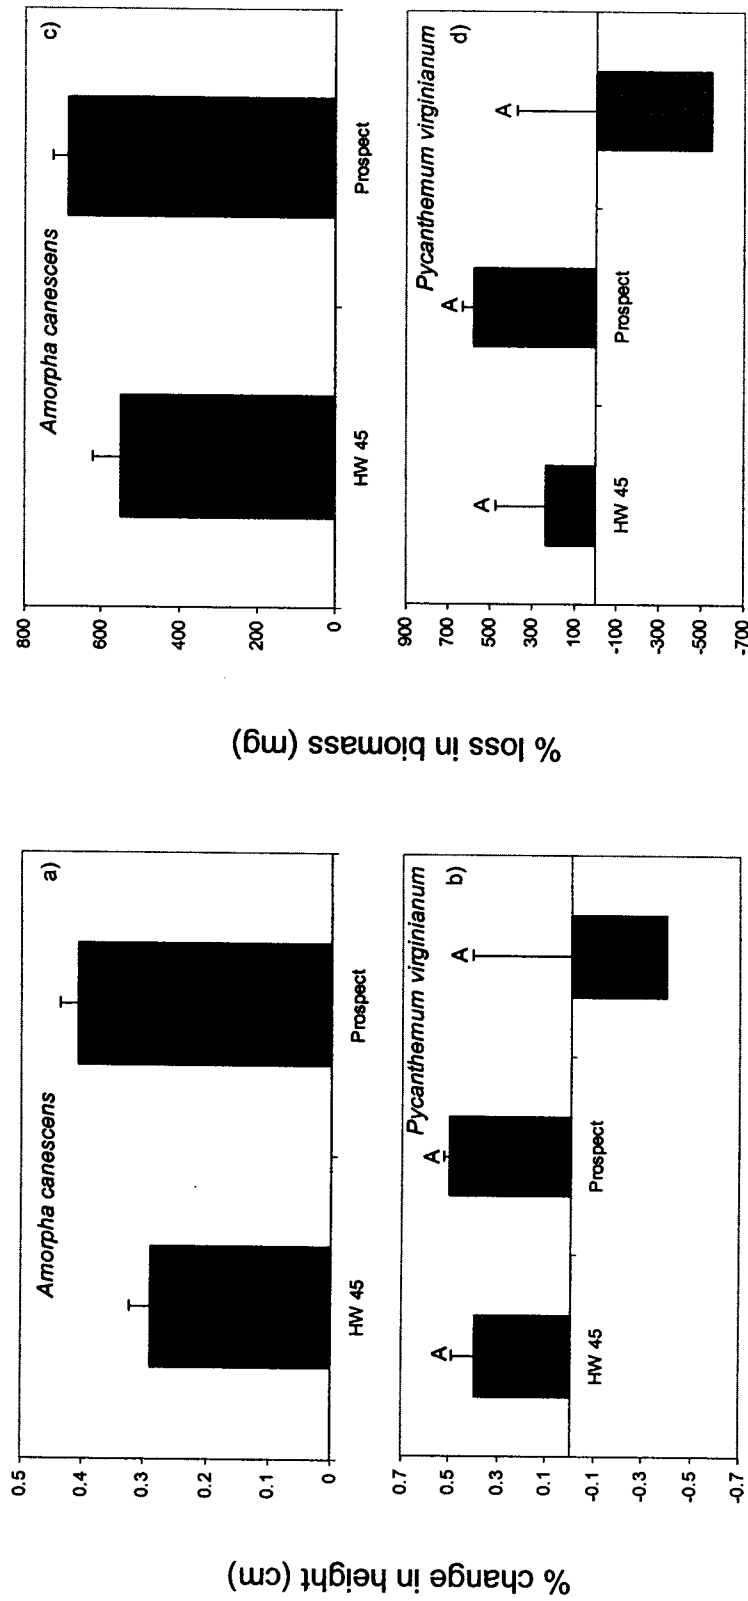 % change in height (cm)
0.5
0.4
0.3
0.2
0.1
0
Amorpha canescens
a)
HW 45
Prospect
0.7
0.5
0.3
0.1
-0.1
-0.3
-0.5
-0.7
Pycanthemum virginianum
b)
A
A
A
HW 45
Prospect
% loss in biomass (mg)
800
600
400
200
0
Amorpha canescens
c)
HW 45
Prospect
900
700
500
300
100
-100
-300
-500
-700
Pycanthemum virginianum
d)
A
A
A
HW 45
Prospect